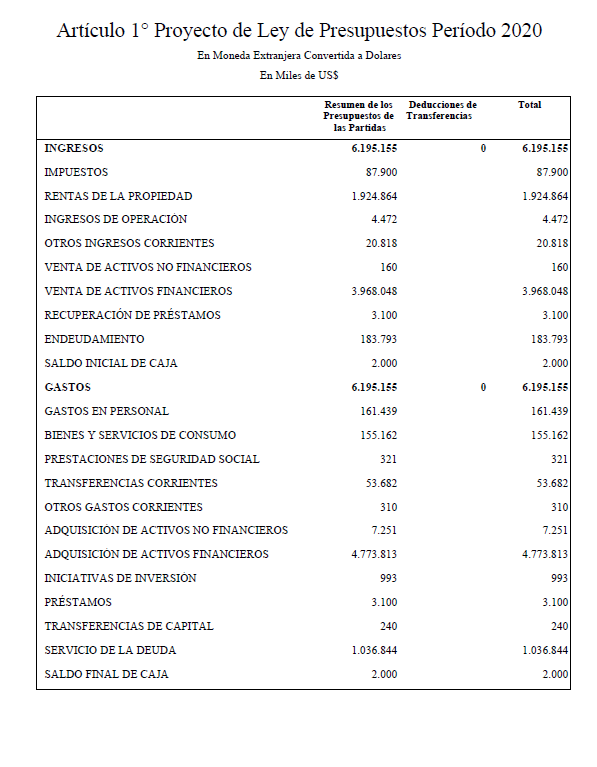 Artículo 1° Proyecto de Ley de Presupuestos Período 2020
En Moneda Extranjera Convertida a Dolares
En Miles de US$
Resumen de los Presupuestos de las Partidas Deducciones de Transferencias Total
INGRESOS 6.195.155 0 6.195.155
IMPUESTOS 87.900 87.900
RENTAS DE LA PROPIEDAD 1.924.864 1.924.864
INGRESOS DE OPERACIÓN 4.472 4.472
OTROS INGRESOS CORRIENTES 20.818 20.818
VENTA DE ACTIVOS NO FINANCIEROS 160 160
VENTA DE ACTIVOS FINANCIEROS 3.968.048 3.968.048
RECUPERACIÓN DE PRÉSTAMOS 3.100 3.100
ENDEUDAMIENTO 183.793 183.793
SALDO INICIAL DE CAJA 2.000 2.000
GASTOS 6.195.155 0 6.195.155
GASTOS EN PERSONAL 161.439 161.439
BIENES Y SERVICIOS DE CONSUMO 155.162 155.162
PRESTACIONES DE SEGURIDAD SOCIAL 321 321
TRANSFERENCIAS CORRIENTES 53.682 53.682
OTROS GASTOS CORRIENTES 310 310
ADQUISICIÓN DE ACTIVOS NO FINANCIEROS 7.251 7.251
ADQUISICIÓN DE ACTIVOS FINANCIEROS 4.773.813 4.773.813
INICIATIVAS DE INVERSIÓN 993 993
PRÉSTAMOS 3.100 3.100
TRANSFERENCIAS DE CAPITAL 240 240
SERVICIO DE LA DEUDA 1.036.844 1.036.844
SALDO FINAL DE CAJA 2.000 2.000